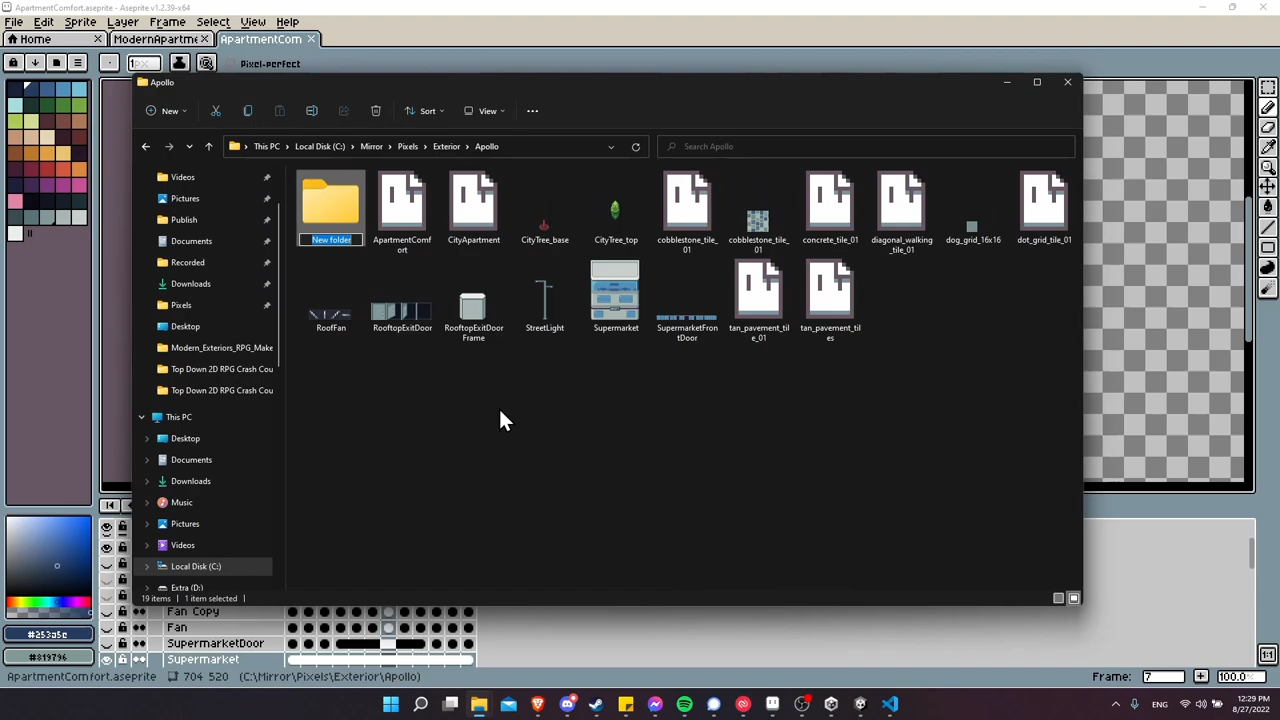 ApartmentComfort.aseprite - Aseprite v1.2.39-x64
File Edit Sprite Layer Frame Select View Help
Home ModernApartme ApartmentCom
1px Pixel-perfect
Apollo
New Sort View
This PC Local Disk (C:) Mirror Pixels Exterior Apollo Search Apollo
Videos
Pictures
Publish
Documents
Recorded
Downloads
Pixels
Desktop
Modern_Exteriors_RPG_Make
Top Down 2D RPG Crash Cou
Top Down 2D RPG Crash Cou
This PC
Desktop
Documents
Downloads
Music
Pictures
Videos
Local Disk (C:)
Extra (D:)
New folder
ApartmentComf
ort
CityApartment
CityTree_base
CityTree_top
cobblestone_tile_
01
cobblestone_tile_
01
concrete_tile_01
diagonal_walking
_tile_01
dog_grid_16x16
dot_grid_tile_01
RoofFan
RooftopExitDoor
RooftopExitDoor
Frame
StreetLight
Supermarket
SupermarketFron
tDoor
tan_pavement_til
e_01
tan_pavement_til
es
19 items 1 item selected
Fan Copy
Fan
SupermarketDoor
Supermarket
#253a5e
#819796
1:1
ApartmentComfort.aseprite 704 520 (C:\Mirror\Pixels\Exterior\Apollo) Frame: 7 100.0%
ENG
12:29 PM
8/27/2022